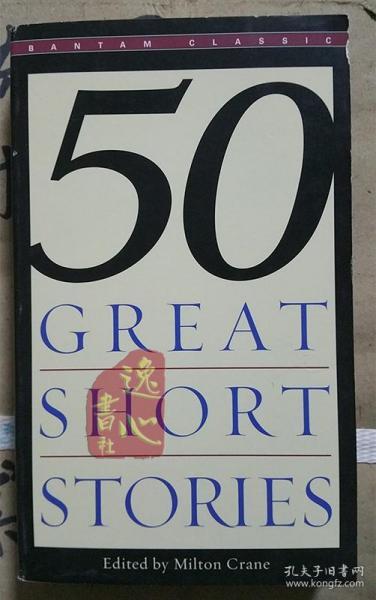 BANTAM CLASSIC
50
GREAT
SHORT
STORIES
逸心
書社
Edited by Milton Crane
孔夫子旧书网
www.kongfz.com